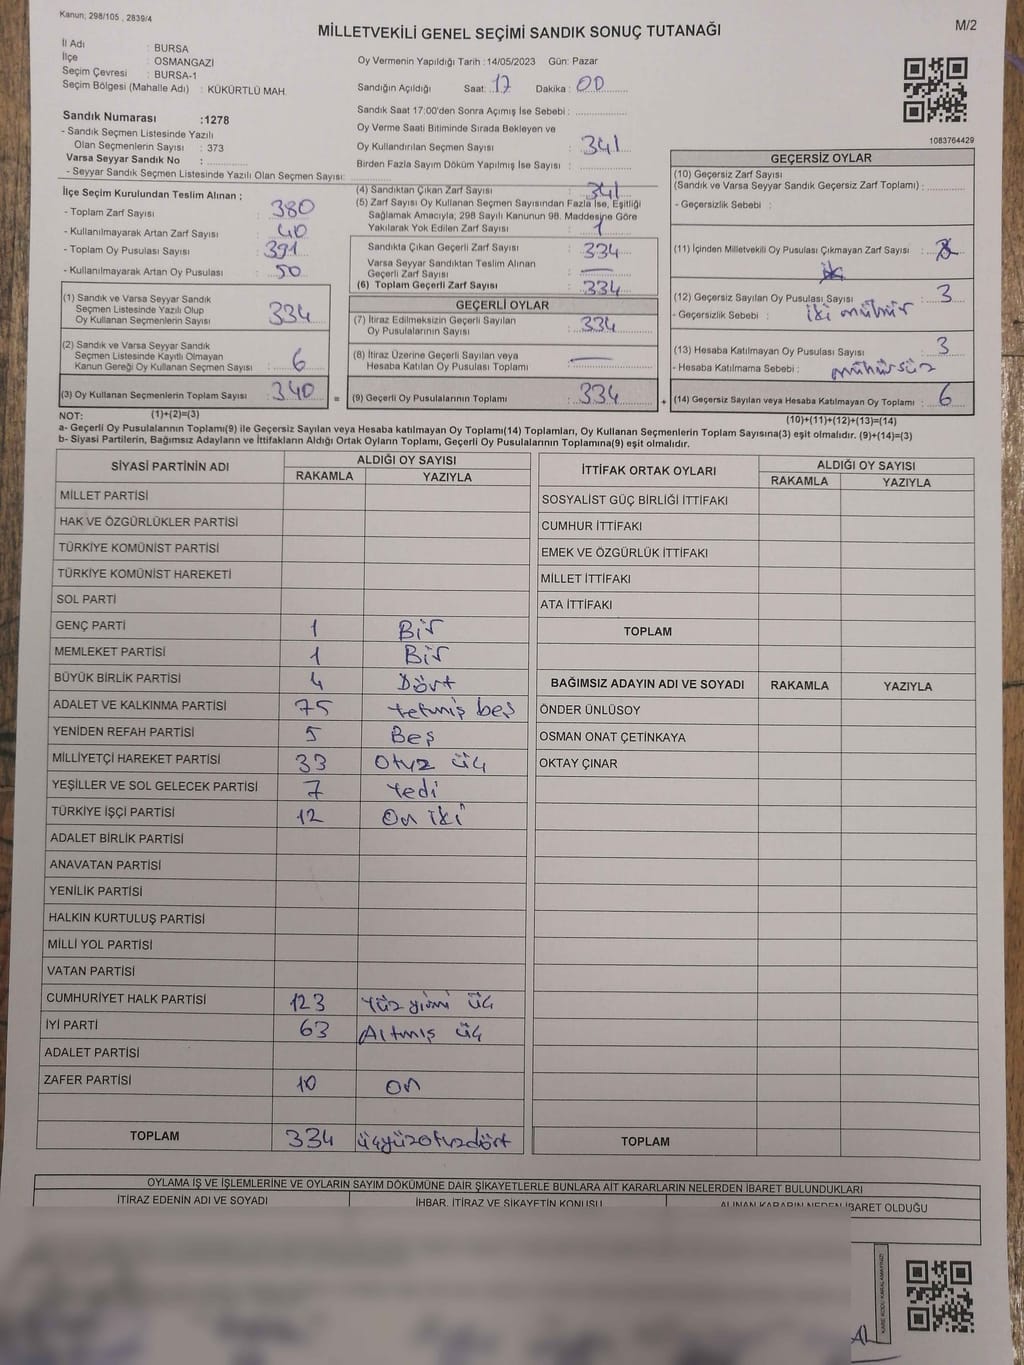 Kanun, 298/105 , 2839/4
MİLLETVEKİLİ GENEL SEÇİMİ SANDIK SONUÇ TUTANAĞI
M/2
İl Adı : BURSA
İlçe : OSMANGAZİ
Seçim Çevresi : BURSA-1
Seçim Bölgesi (Mahalle Adı) : KÜKÜRTLÜ MAH.
Sandık Numarası :1278
- Sandık Seçmen Listesinde Yazılı
Olan Seçmenlerin Sayısı : 373
Varsa Seyyar Sandık No :
- Seyyar Sandık Seçmen Listesinde Yazılı Olan Seçmen Sayısı:
Oy Vermenin Yapıldığı Tarih :14/05/2023 Gün: Pazar
Sandığın Açıldığı Saat: 17 Dakika : 00
Sandık Saat 17:00'den Sonra Açımış İse Sebebi :
Oy Verme Saati Bitiminde Sırada Bekleyen ve
Oy Kullandırılan Seçmen Sayısı : 341
Birden Fazla Sayım Döküm Yapılmış İse Sayısı :
1083764429
İlçe Seçim Kurulundan Teslim Alınan ;
- Toplam Zarf Sayısı : 380
- Kullanılmayarak Artan Zarf Sayısı : 40
- Toplam Oy Pusulası Sayısı : 391
- Kullanılmayarak Artan Oy Pusulası : 50
(1) Sandık ve Varsa Seyyar Sandık
Seçmen Listesinde Yazılı Olup
Oy Kullanan Seçmenlerin Sayısı : 334
(2) Sandık ve Varsa Seyyar Sandık
Seçmen Listesinde Kayıtlı Olmayan
Kanun Gereği Oy Kullanan Seçmen Sayısı : 6
(3) Oy Kullanan Seçmenlerin Toplam Sayısı : 340
(4) Sandıktan Çıkan Zarf Sayısı : 341
(5) Zarf Sayısı Oy Kullanan Seçmen Sayısından Fazla İse, Eşitliği
Sağlamak Amacıyla; 298 Sayılı Kanunun 98. Maddesine Göre
Yakılarak Yok Edilen Zarf Sayısı : 1
Sandıkta Çıkan Geçerli Zarf Sayısı : 334
Varsa Seyyar Sandıktan Teslim Alınan
Geçerli Zarf Sayısı : —
(6) Toplam Geçerli Zarf Sayısı : 334
GEÇERLİ OYLAR
(7) İtiraz Edilmeksizin Geçerli Sayılan
Oy Pusulalarının Sayısı : 334
(8) İtiraz Üzerine Geçerli Sayılan veya
Hesaba Katılan Oy Pusulası Toplamı : —
= (9) Geçerli Oy Pusulalarının Toplamı : 334
GEÇERSİZ OYLAR
(10) Geçersiz Zarf Sayısı
(Sandık ve Varsa Seyyar Sandık Geçersiz Zarf Toplamı) :
- Geçersizlik Sebebi :
(11) İçinden Milletvekili Oy Pusulası Çıkmayan Zarf Sayısı :
(12) Geçersiz Sayılan Oy Pusulası Sayısı : 3
- Geçersizlik Sebebi : iki mühür
(13) Hesaba Katılmayan Oy Pusulası Sayısı : 3
- Hesaba Katılmama Sebebi : mühürsüz
+ (14) Geçersiz Sayılan veya Hesaba Katılmayan Oy Toplamı : 6
NOT: (1)+(2)=(3)
(10)+(11)+(12)+(13)=(14)
a- Geçerli Oy Pusulalarının Toplamı(9) ile Geçersiz Sayılan veya Hesaba katılmayan Oy Toplamı(14) Toplamları, Oy Kullanan Seçmenlerin Toplam Sayısına(3) eşit olmalıdır. (9)+(14)=(3)
b- Siyasi Partilerin, Bağımsız Adayların ve İttifakların Aldığı Ortak Oyların Toplamı, Geçerli Oy Pusulalarının Toplamına(9) eşit olmalıdır.
SİYASİ PARTİNİN ADI ALDIĞI OY SAYISI
RAKAMLA YAZIYLA
MİLLET PARTİSİ
HAK VE ÖZGÜRLÜKLER PARTİSİ
TÜRKİYE KOMÜNİST PARTİSİ
TÜRKİYE KOMÜNİST HAREKETİ
SOL PARTİ
GENÇ PARTİ 1 Bir
MEMLEKET PARTİSİ 1 Bir
BÜYÜK BİRLİK PARTİSİ 4 Dört
ADALET VE KALKINMA PARTİSİ 75 yetmiş beş
YENİDEN REFAH PARTİSİ 5 Beş
MİLLİYETÇİ HAREKET PARTİSİ 33 Otuz üç
YEŞİLLER VE SOL GELECEK PARTİSİ 7 Yedi
TÜRKİYE İŞÇİ PARTİSİ 12 On iki
ADALET BİRLİK PARTİSİ
ANAVATAN PARTİSİ
YENİLİK PARTİSİ
HALKIN KURTULUŞ PARTİSİ
MİLLİ YOL PARTİSİ
VATAN PARTİSİ
CUMHURİYET HALK PARTİSİ 123 Yüz yirmi üç
İYİ PARTİ 63 Altmış üç
ADALET PARTİSİ
ZAFER PARTİSİ 10 On
TOPLAM 334 üçyüzotuzdört
İTTİFAK ORTAK OYLARI ALDIĞI OY SAYISI
RAKAMLA YAZIYLA
SOSYALİST GÜÇ BİRLİĞİ İTTİFAKI
CUMHUR İTTİFAKI
EMEK VE ÖZGÜRLÜK İTTİFAKI
MİLLET İTTİFAKI
ATA İTTİFAKI
TOPLAM
BAĞIMSIZ ADAYIN ADI VE SOYADI RAKAMLA YAZIYLA
ÖNDER ÜNLÜSOY
OSMAN ONAT ÇETİNKAYA
OKTAY ÇINAR
TOPLAM
OYLAMA İŞ VE İŞLEMLERİNE VE OYLARIN SAYIM DÖKÜMÜNE DAİR ŞİKAYETLERLE BUNLARA AİT KARARLARIN NELERDEN İBARET BULUNDUKLARI
İTİRAZ EDENİN ADI VE SOYADI İHBAR, İTİRAZ VE ŞİKAYETİN KONUSU ALINAN KARARIN NEDEN İBARET OLDUĞU
KARE KODU KARALAMAYINIZ!